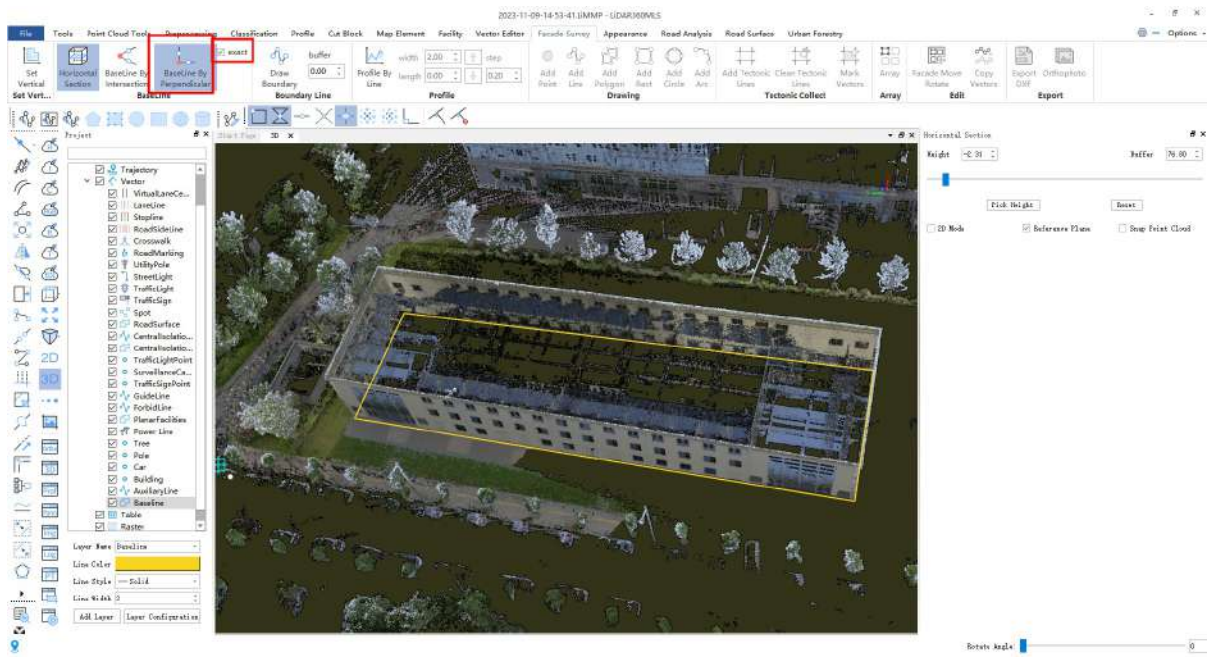 2023-11-09-14-53-41.LiMMP - LiDAR360MLS
File Tools Point Cloud Tools Preprocessing Classification Profile Cut Block Map Element Facility Vector Editor Facade Survey Appearance Road Analysis Road Surface Urban Forestry Options
Set Vertical
Horizontal Section
BaseLine By Intersection
BaseLine By Perpendicular
exact
Draw Boundary
buffer
0.00
Profile By Line
width 2.00 step
length 0.00 0.20
Add Point
Add Line
Add Polygon
Add Rect
Add Circle
Add Arc
Add Tectonic Lines
Clean Tectonic Lines
Mark Vectors
Array
Facade Move Rotate
Copy Vectors
Export DXF
Orthophoto
Set Vert... BaseLine Boundary Line Profile Drawing Tectonic Collect Array Edit Export
Project
Start Page 3D
Horizontal Section
Height -2.31
Buffer 76.80
Pick Height Reset
2D Mode Reference Plane Snap Point Cloud
Trajectory
Vector
VirtualLaneCe...
LaneLine
Stopline
RoadSideLine
Crosswalk
RoadMarking
UtilityPole
StreetLight
TrafficLight
TrafficSign
Spot
RoadSurface
CentralIsolatio...
CentralIsolatio...
TrafficLightPoint
SurveillanceCa...
TrafficSignPoint
GuideLine
ForbidLine
PlanarFacilities
Power Line
Tree
Pole
Car
Building
AuxiliaryLine
Baseline
Table
Raster
2D
3D
Layer Name Baseline
Line Color
Line Style Solid
Line Width 3
Add Layer Layer Configuration
Rotate Angle: 0